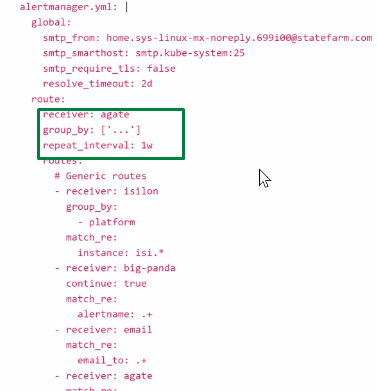 alertmanager.yml: |
global:
smtp_from: home.sys-linux-mx-noreply.699i00@statefarm.com
smtp_smarthost: smtp.kube-system:25
smtp_require_tls: false
resolve_timeout: 2d
route:
receiver: agate
group_by: ['...']
repeat_interval: 1w
routes:
# Generic routes
- receiver: isilon
group_by:
- platform
match_re:
instance: isi.*
- receiver: big-panda
continue: true
match_re:
alertname: .+
- receiver: email
match_re:
email_to: .+
- receiver: agate
match_re: